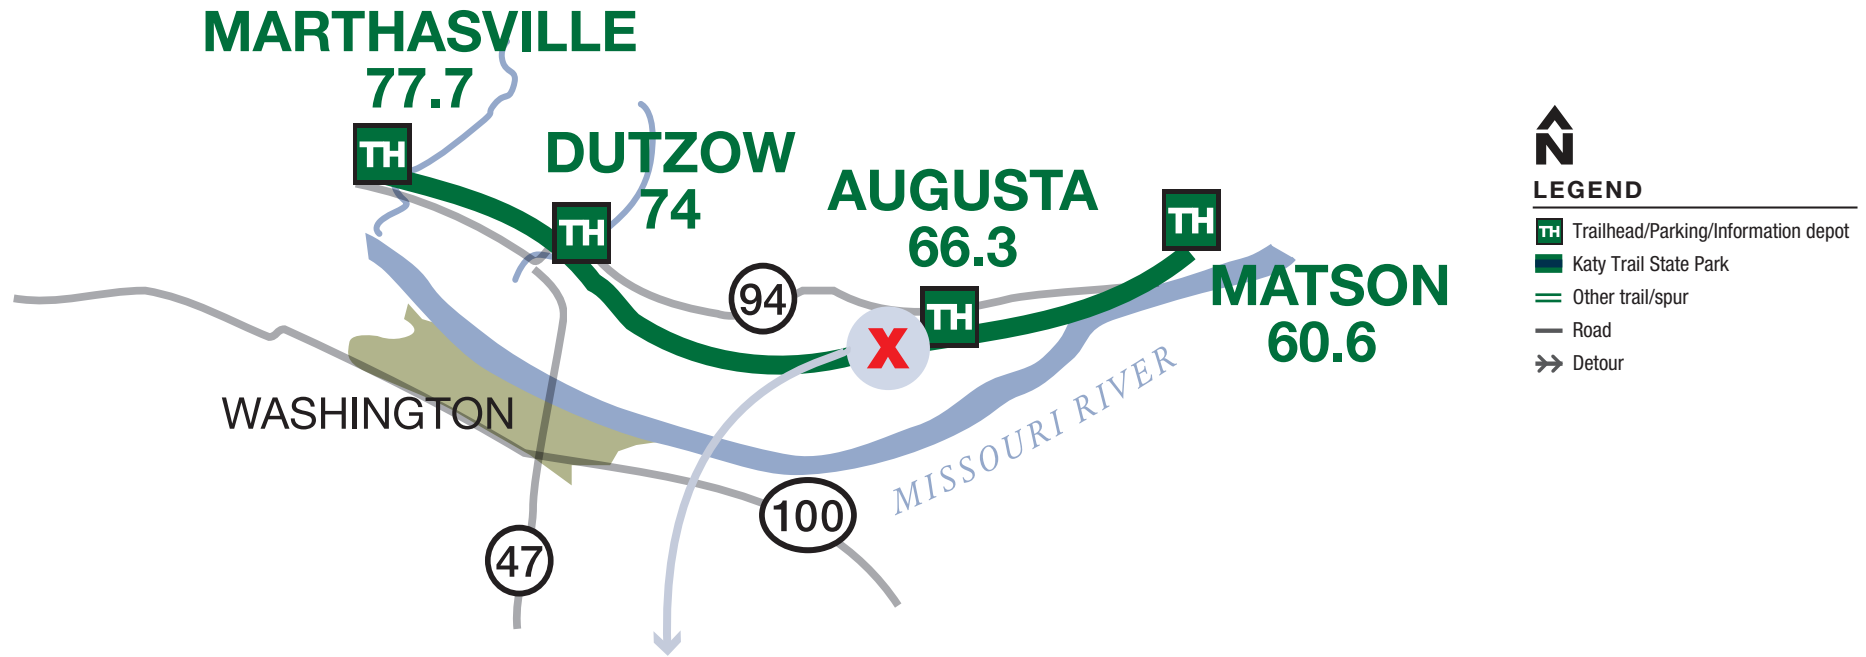 MARTHASVILLE
77.7
TH
DUTZOW
74
TH
AUGUSTA
66.3
TH
TH
MATSON
60.6
94
X
WASHINGTON
MISSOURI RIVER
100
47
N
LEGEND
TH Trailhead/Parking/Information depot
Katy Trail State Park
Other trail/spur
Road
Detour